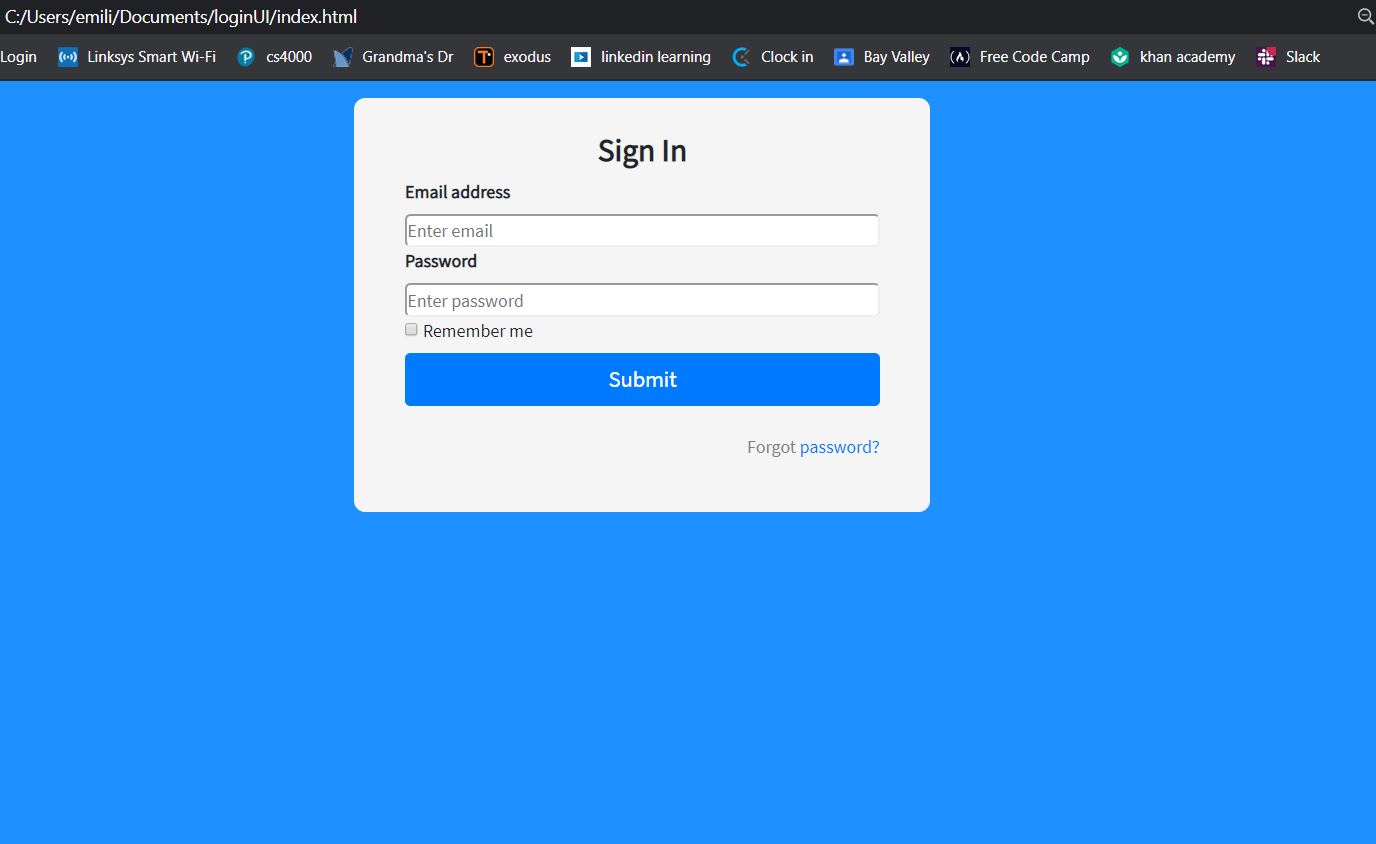 C:/Users/emili/Documents/loginUI/index.html
Login Linksys Smart Wi-Fi cs4000 Grandma's Dr exodus linkedin learning Clock in Bay Valley Free Code Camp khan academy Slack
Sign In
Email address
Enter email
Password
Enter password
Remember me
Submit
Forgot password?